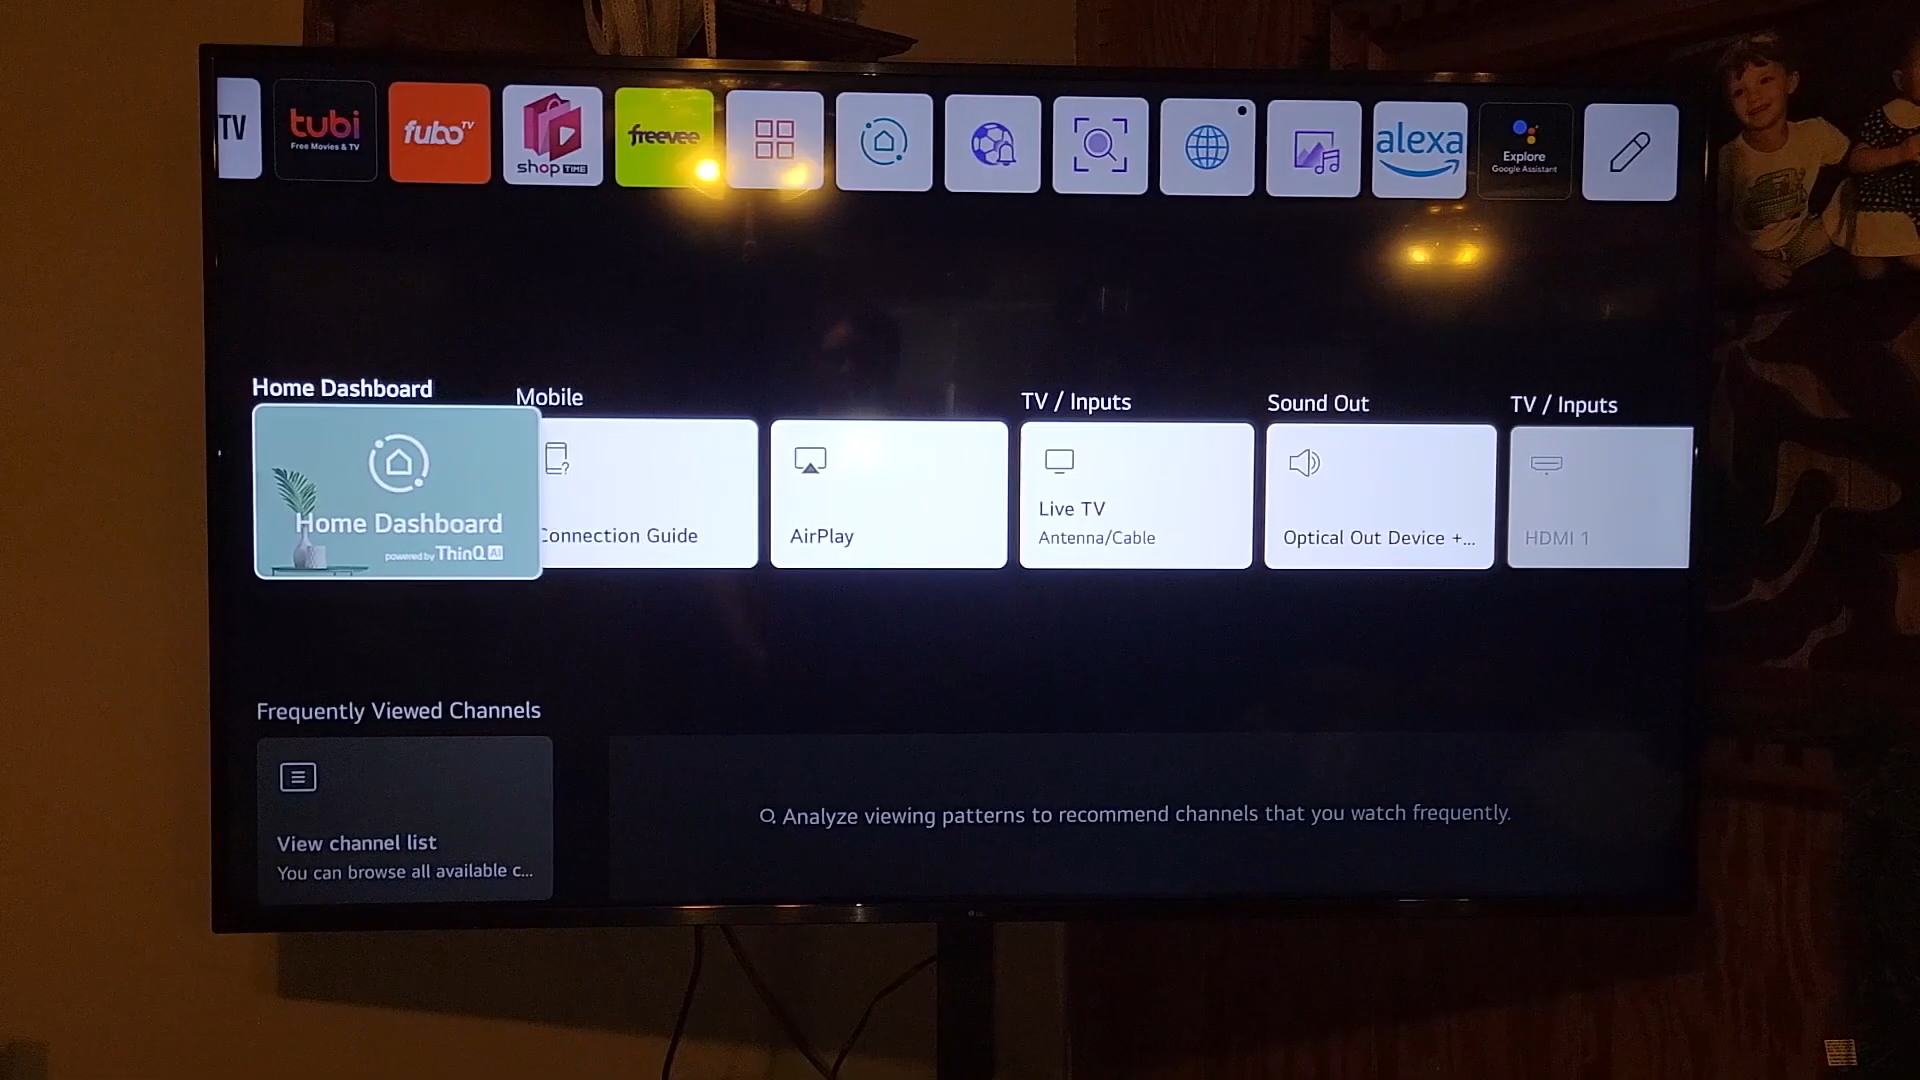 TV
tubi
Free Movies & TV
fubo TV
shop TIME
freevee
alexa
Explore
Google Assistant
Home Dashboard
Mobile
TV / Inputs
Sound Out
TV / Inputs
Home Dashboard
powered by ThinQ AI
Connection Guide
AirPlay
Live TV
Antenna/Cable
Optical Out Device +...
HDMI 1
Frequently Viewed Channels
View channel list
You can browse all available c...
Analyze viewing patterns to recommend channels that you watch frequently.
LG